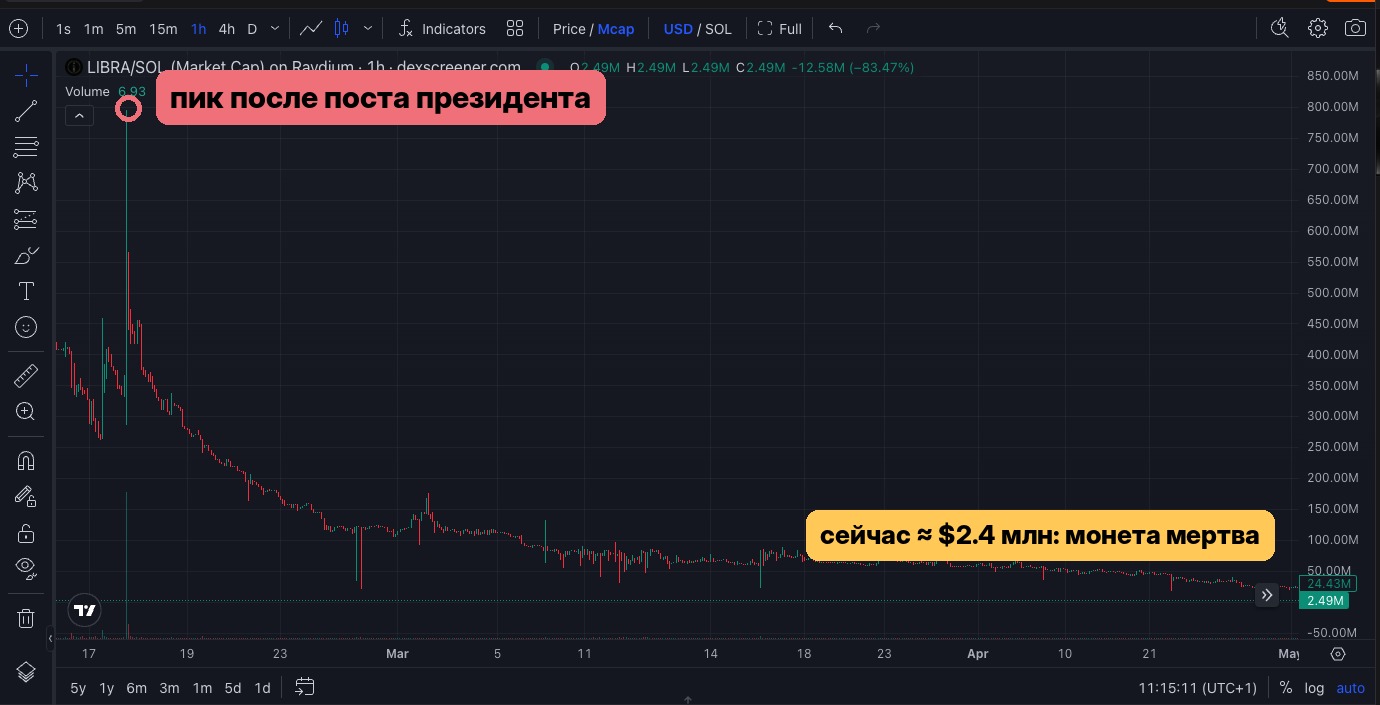 1s 1m 5m 15m 1h 4h D Indicators Price / Mcap USD / SOL Full
LIBRA/SOL (Market Cap) on Raydium · 1h · dexscreener.com O2.49M H2.49M L2.49M C2.49M -12.58M (−83.47%)
Volume 6.93
пик после поста президента
850.00M
800.00M
750.00M
700.00M
650.00M
600.00M
550.00M
500.00M
450.00M
400.00M
350.00M
300.00M
250.00M
200.00M
150.00M
сейчас ≈ $2.4 млн: монета мертва
100.00M
50.00M
24.43M
2.49M
-50.00M
17 19 23 Mar 5 11 14 18 23 Apr 10 21 May
5y 1y 6m 3m 1m 5d 1d 11:15:11 (UTC+1) % log auto